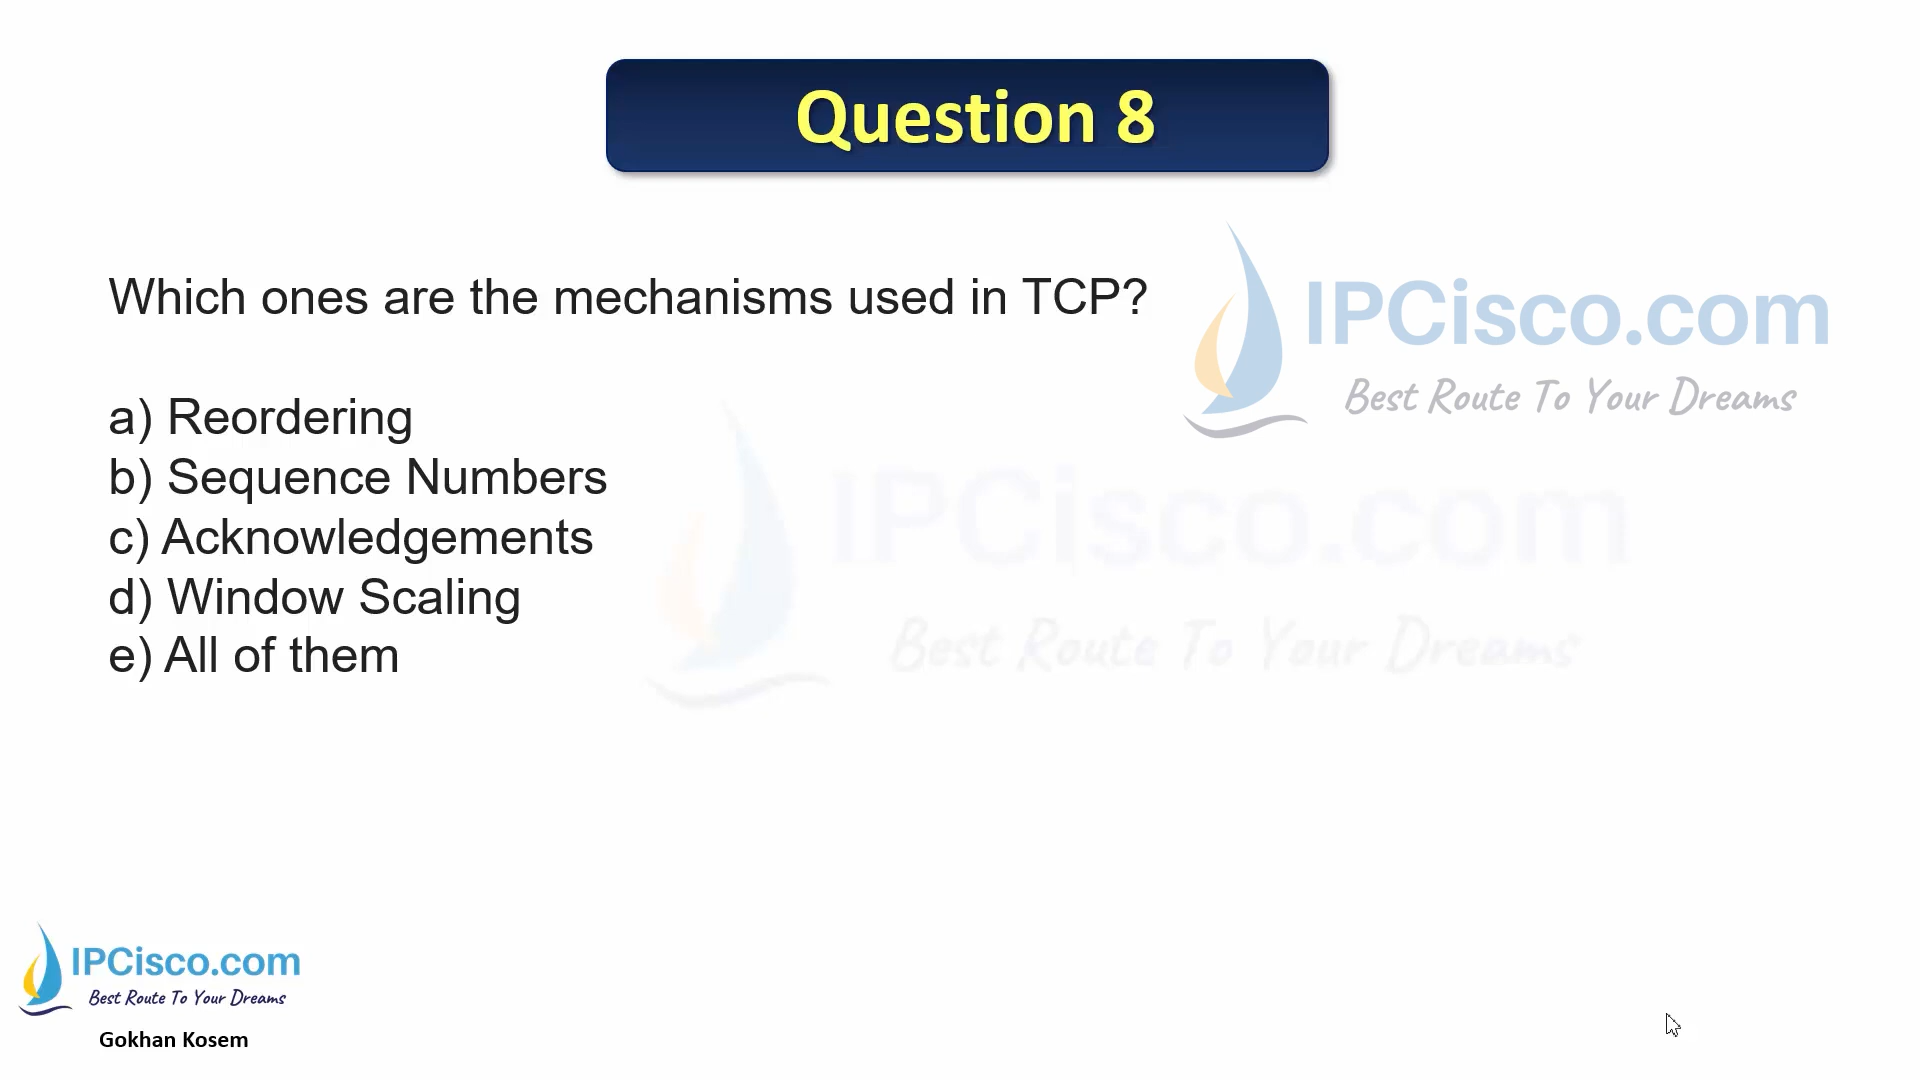 Question 8
Which ones are the mechanisms used in TCP?
IPCisco.com
Best Route To Your Dreams
a) Reordering
b) Sequence Numbers
c) Acknowledgements
d) Window Scaling
e) All of them
IPCisco.com
Best Route To Your Dreams
IPCisco.com
Best Route To Your Dreams
Gokhan Kosem